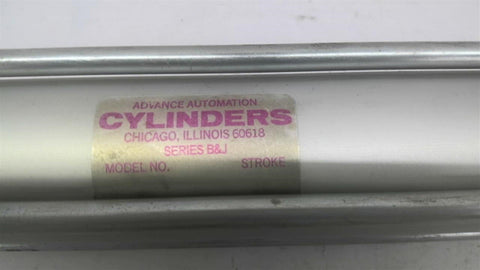 ADVANCE AUTOMATION
CYLINDERS
CHICAGO, ILLINOIS 60618
SERIES B&J
MODEL NO. STROKE